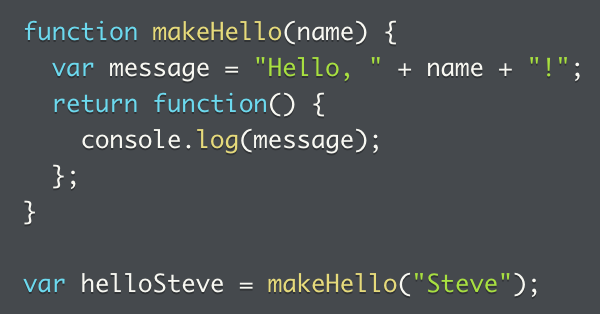 function makeHello(name) {
  var message = "Hello, " + name + "!";
  return function() {
    console.log(message);
  };
}

var helloSteve = makeHello("Steve");